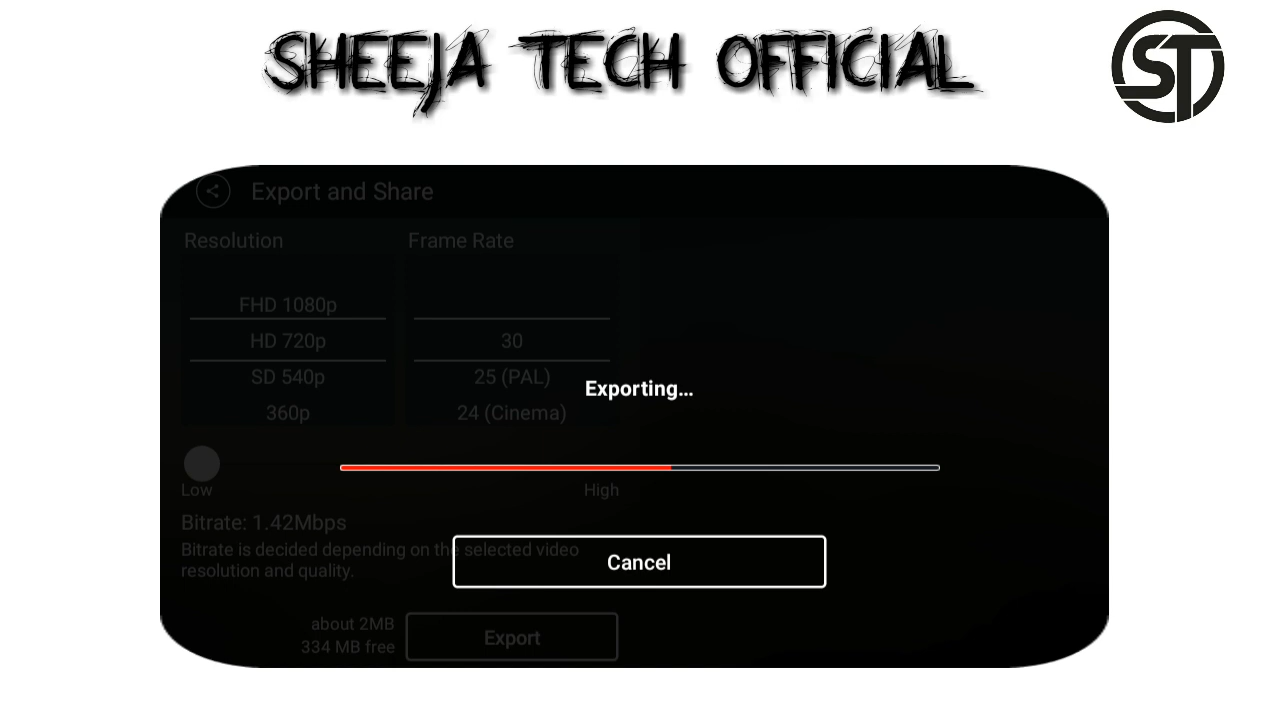 SHEEJA TECH OFFICIAL
ST
Export and Share
Resolution
Frame Rate
FHD 1080p
HD 720p
30
SD 540p
25 (PAL)
360p
24 (Cinema)
Exporting...
Low
High
Bitrate: 1.42Mbps
Bitrate is decided depending on the selected video
resolution and quality.
Cancel
about 2MB
334 MB free
Export